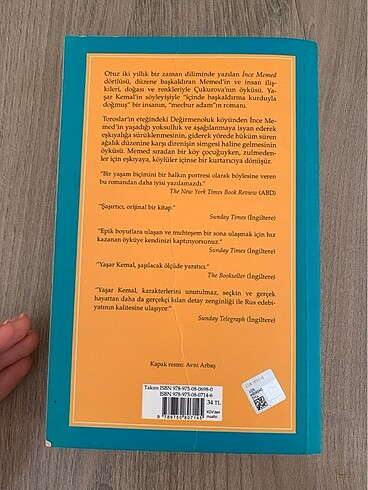 Otuz iki yıllık bir zaman diliminde yazılan İnce Memed
dörtlüsü, düzene başkaldıran Memed'in ve insan iliş-
kileri, doğası ve renkleriyle Çukurova'nın öyküsü. Ya-
şar Kemal'in söyleyişiyle "içinde başkaldırma kurduyla
doğmuş" bir insanın, "mecbur adam"ın romanı.
Toroslar'ın eteğindeki Değirmenoluk köyünden İnce Me-
med'in yaşadığı yoksulluk ve aşağılanmaya isyan ederek
eşkıyalığa sürüklenmesinin, giderek yörede hüküm süren
ağalık düzenine karşı direnişin simgesi haline gelmesinin
öyküsü. Memed sıradan bir köy çocuğuyken, zulmeden-
ler için eşkıyaya, köylüler içinse bir kurtarıcıya dönüşür.
"Bir yaşam biçimini bir halkın portresi olarak böylesine veren
bu romandan daha iyisi yazılamazdı."
The New York Times Book Review (ABD)
"Şaşırtıcı, orijinal bir kitap."
Sunday Times (İngiltere)
"Epik boyutlara ulaşan ve muhteşem bir sona ulaşmak için hız
kazanan öyküye kendinizi kaptırıyorsunuz."
Sunday Times (İngiltere)
"Yaşar Kemal, şaşılacak ölçüde yaratıcı."
The Bookseller (İngiltere)
"Yaşar Kemal, karakterlerini unutulmaz, seçkin ve gerçek
hayattan daha da gerçekçi kılan detay zenginliği ile Rus edebi-
yatının kalitesine ulaşıyor."
Sunday Telegraph (İngiltere)
Kapak resmi: Avni Arbaş
Takım ISBN 978-975-08-0698-0
ISBN 978-975-08-0714-6
34 TL
KDV'den
muaftır.
9 789750 807145